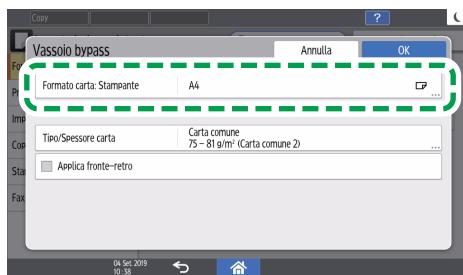 Copy
?
Vassoio bypass
Annulla
OK
Formato carta: Stampante
A4
...
Tipo/Spessore carta
Carta comune
75 – 81 g/m² (Carta comune 2)
...
Applica fronte-retro
Fax
04 Set. 2019
10:38